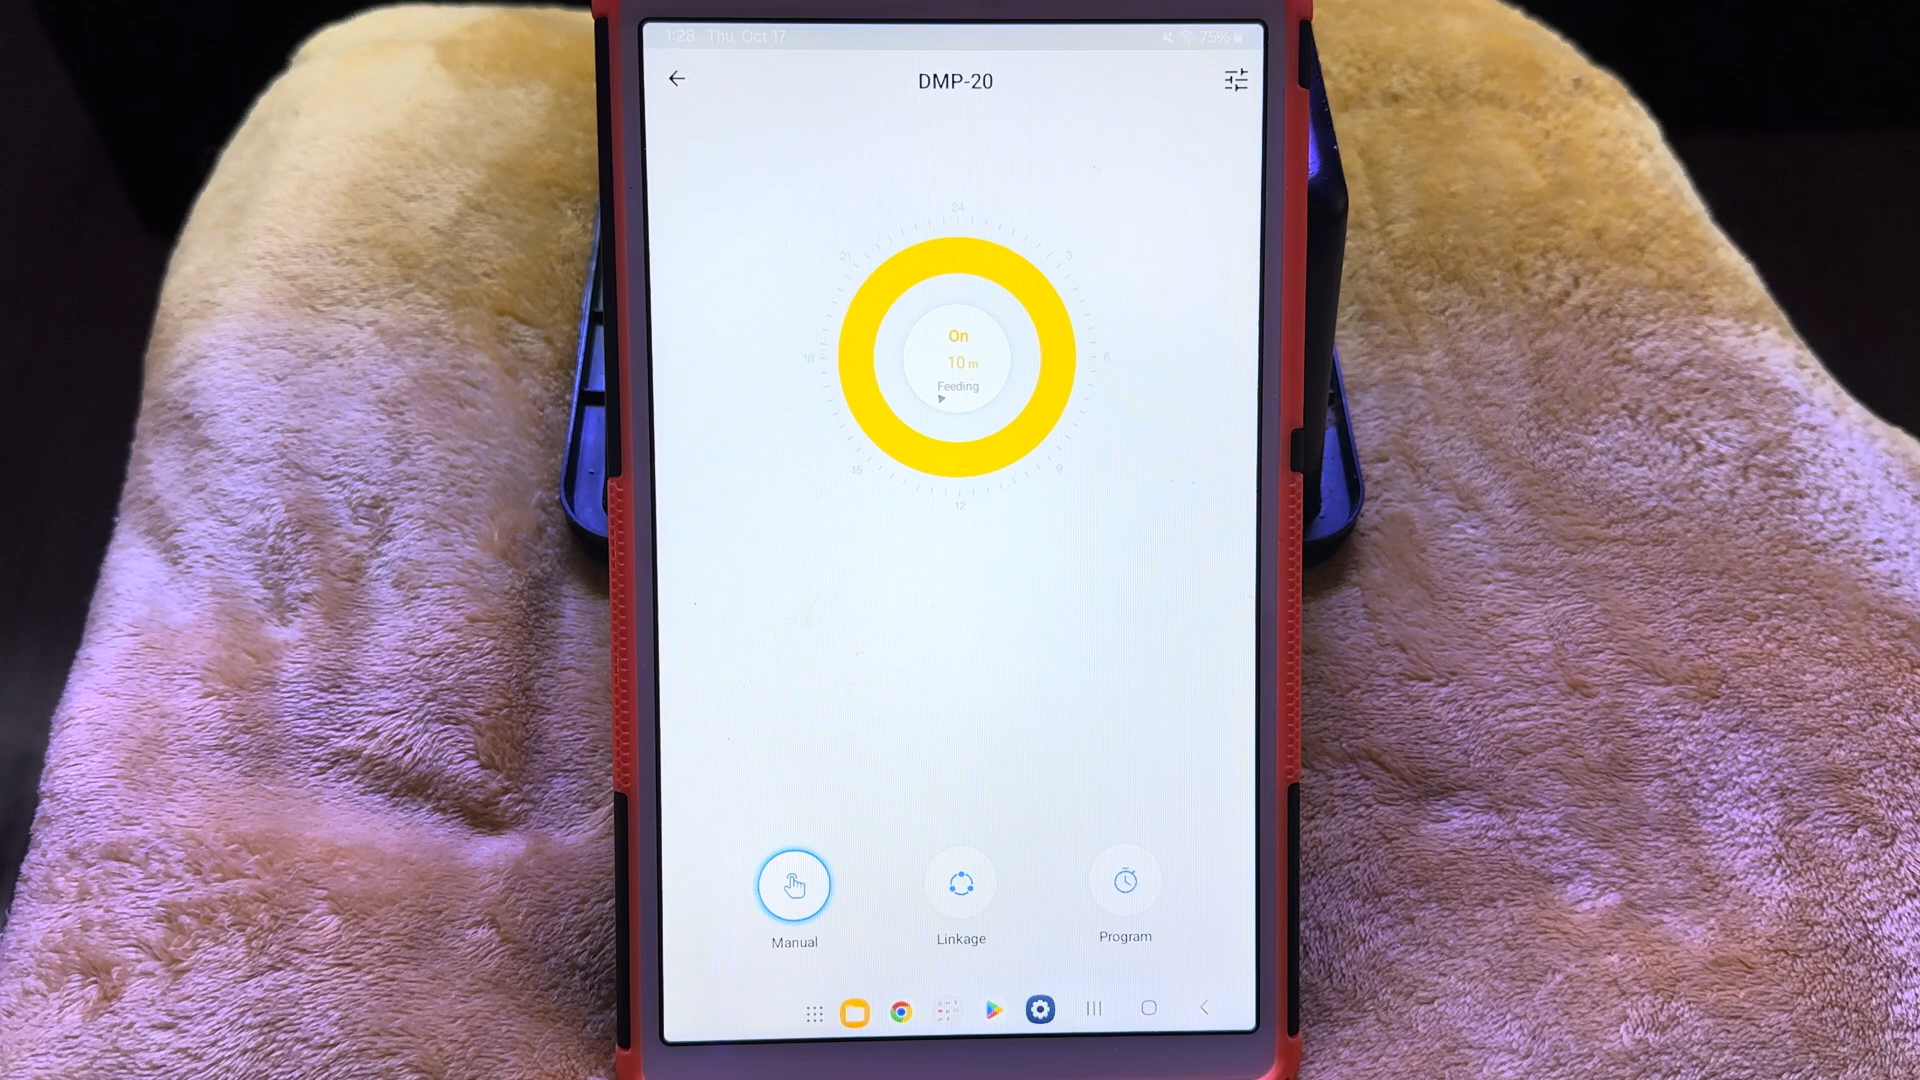 1:28 Thu, Oct 17 75%
DMP-20
24
21 3
On
18 10 m 6
Feeding
15 9
12
Manual Linkage Program